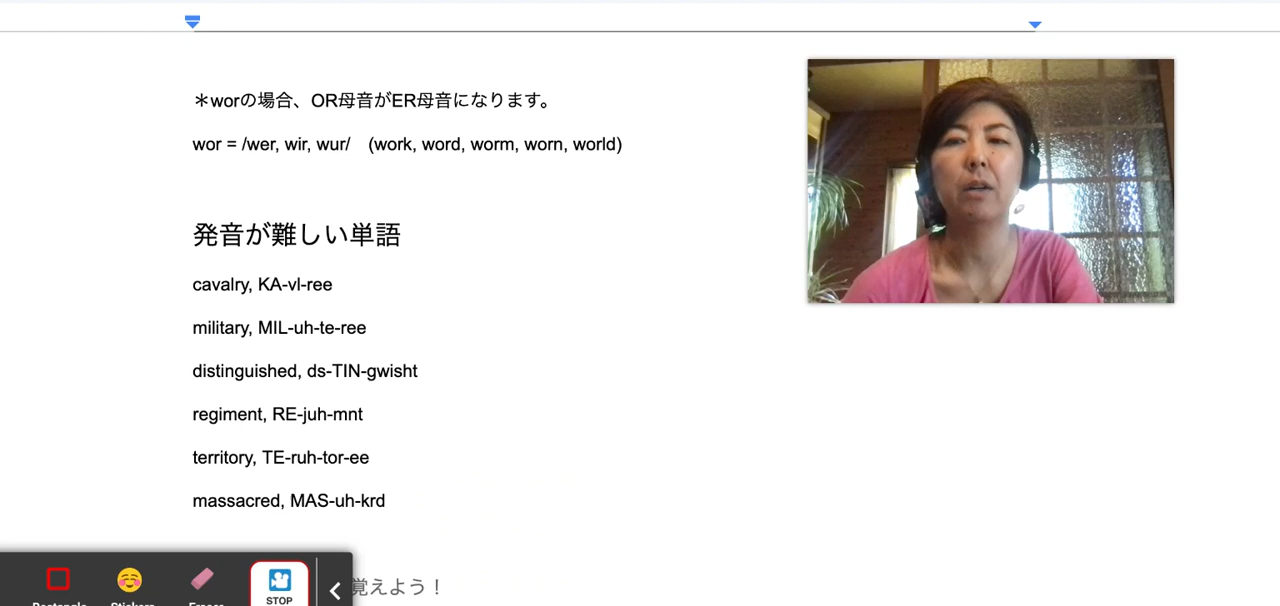 ＊worの場合、OR母音がER母音になります。
wor = /wer, wir, wur/ (work, word, worm, worn, world)
発音が難しい単語
cavalry, KA-vl-ree
military, MIL-uh-te-ree
distinguished, ds-TIN-gwisht
regiment, RE-juh-mnt
territory, TE-ruh-tor-ee
massacred, MAS-uh-krd
覚えよう！
STOP